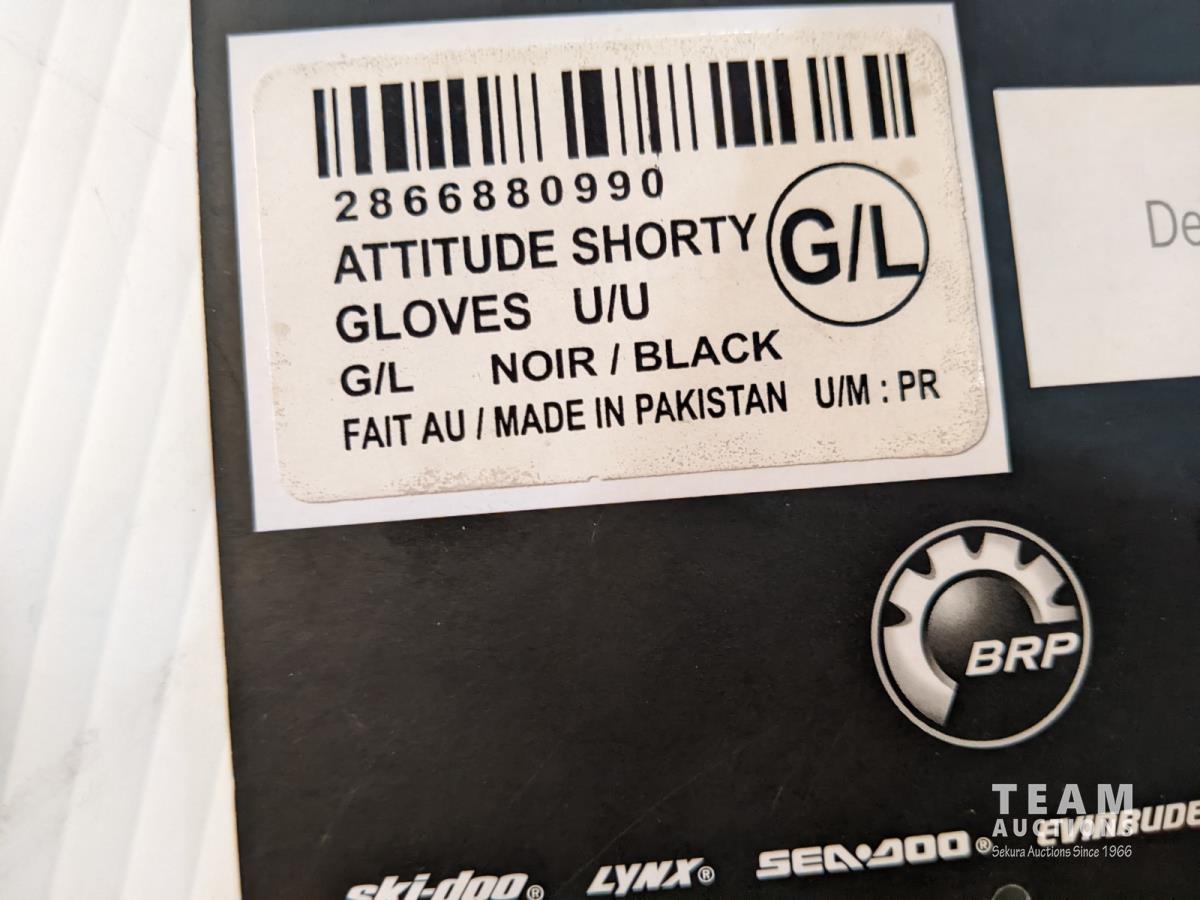 2866880990
ATTITUDE SHORTY
G/L
GLOVES U/U
G/L NOIR / BLACK
FAIT AU / MADE IN PAKISTAN U/M : PR
De
BRP
ski-doo®
LYNX®
SEA-DOO®
EVINRUDE
TEAM
AUCTIONS
Sekura Auctions Since 1966